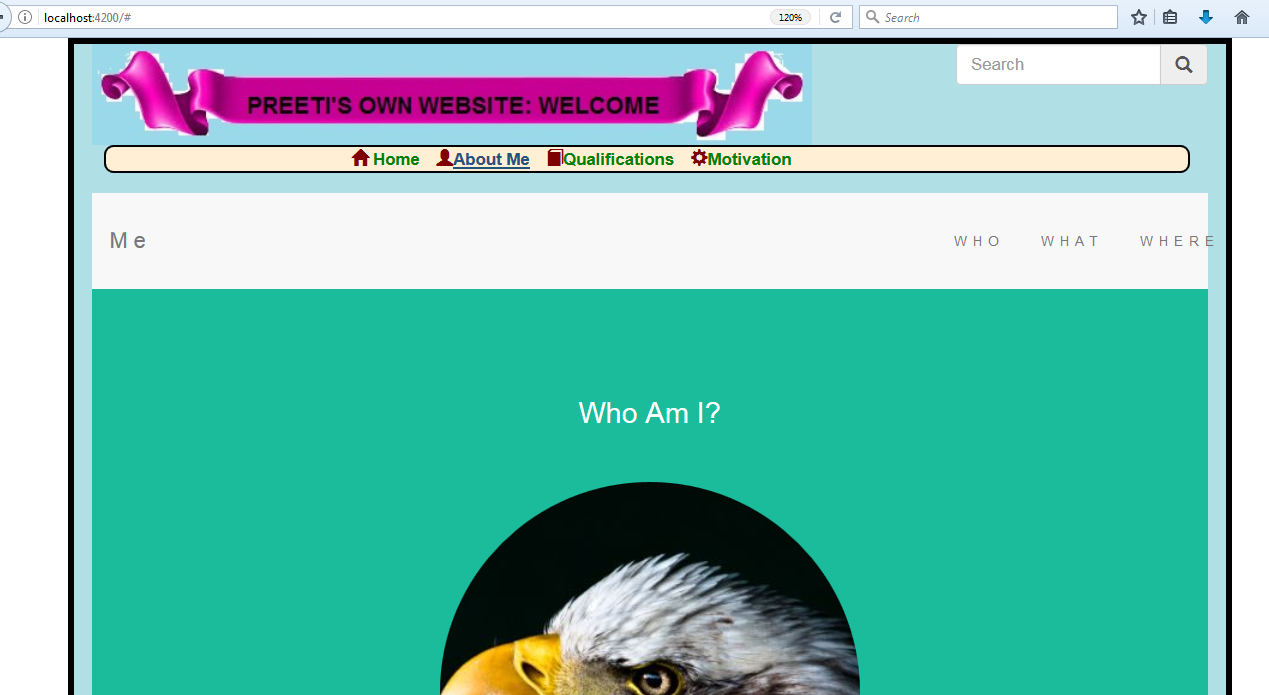 localhost:4200/#
120%
Search
PREETI'S OWN WEBSITE: WELCOME
Search
Home About Me Qualifications Motivation
Me WHO WHAT WHERE
Who Am I?